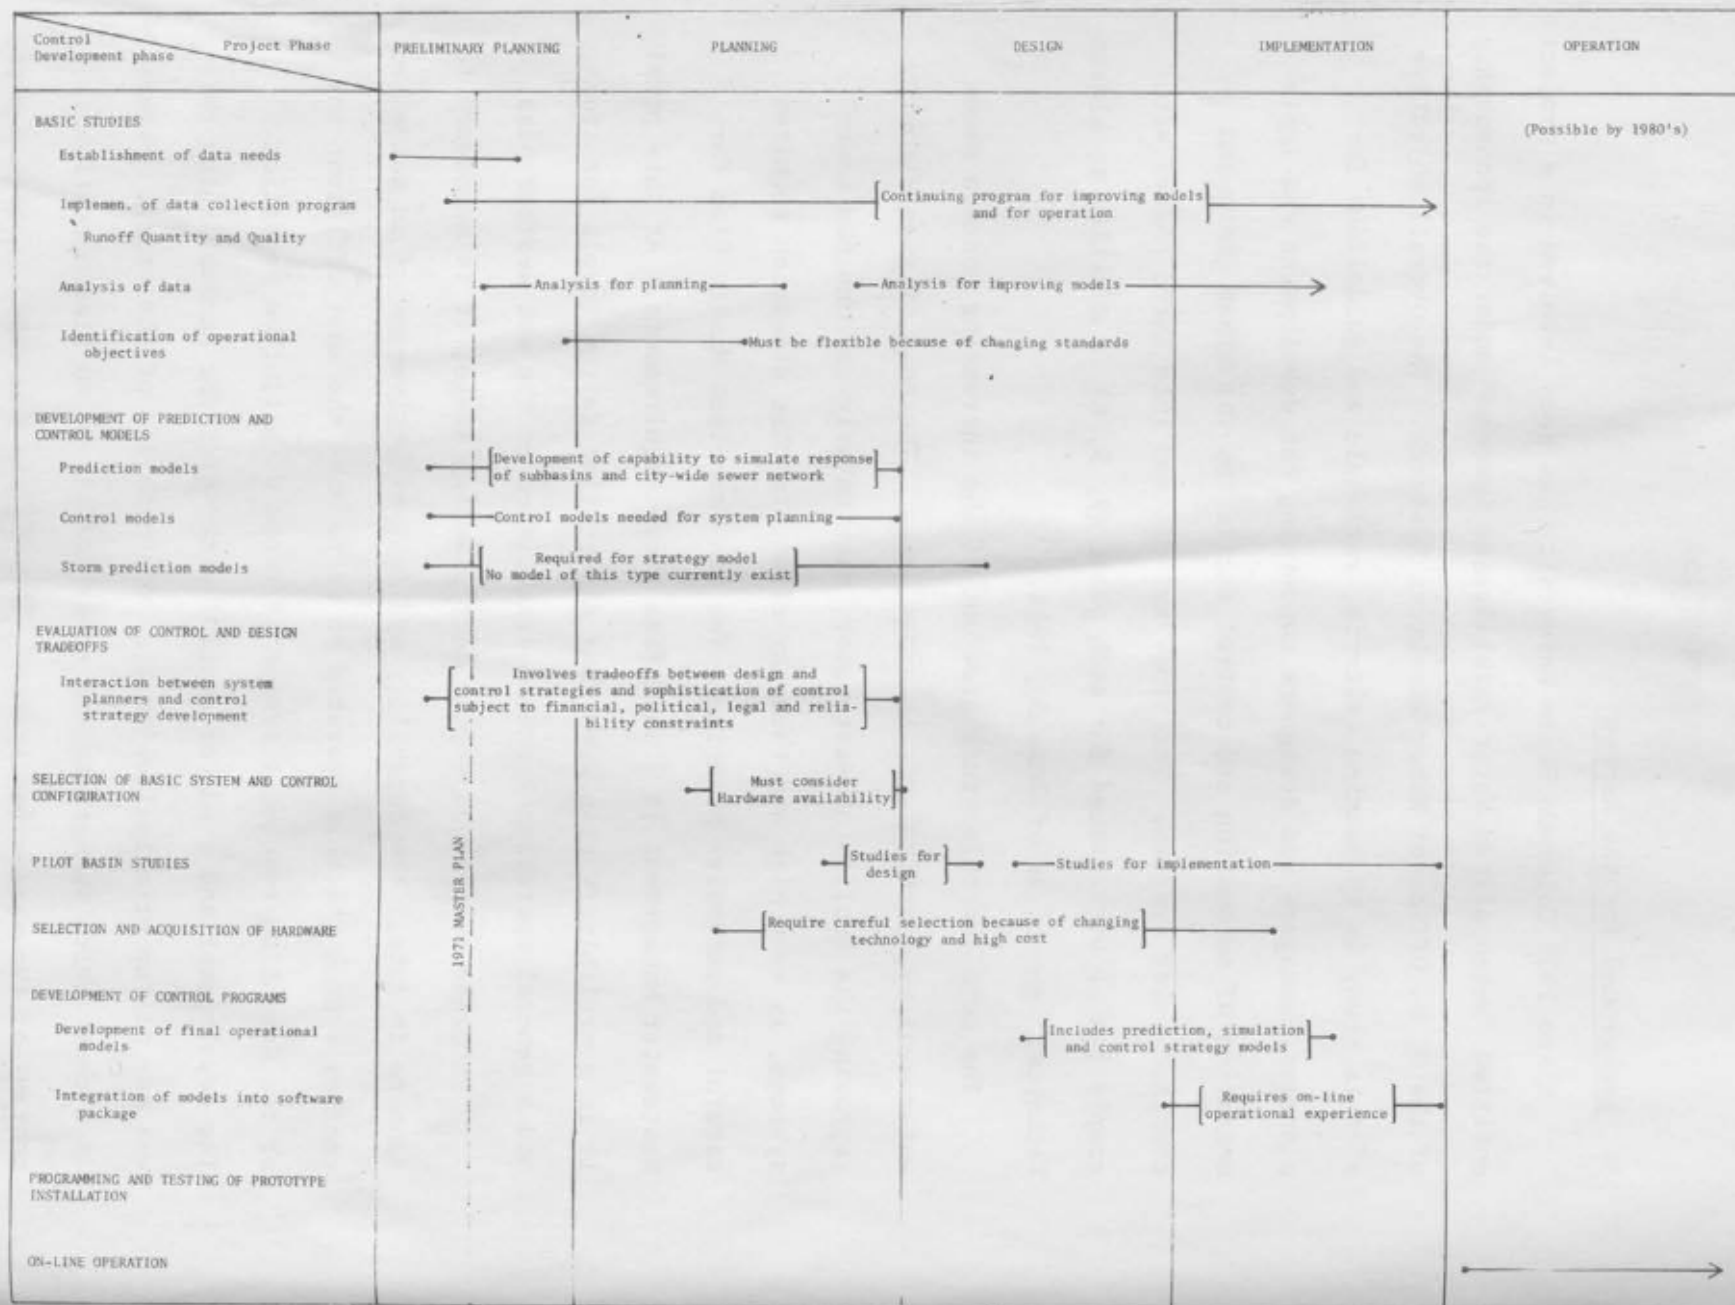 Control
Development phase
Project Phase
PRELIMINARY PLANNING
PLANNING
DESIGN
IMPLEMENTATION
OPERATION
BASIC STUDIES
(Possible by 1980's)
Establishment of data needs
Implemen. of data collection program
Continuing program for improving models
and for operation
Runoff Quantity and Quality
Analysis of data
Analysis for planning
Analysis for improving models
Identification of operational
objectives
Must be flexible because of changing standards
DEVELOPMENT OF PREDICTION AND
CONTROL MODELS
Prediction models
Development of capability to simulate response
of subbasins and city-wide sewer network
Control models
Control models needed for system planning
Storm prediction models
Required for strategy model
No model of this type currently exist
EVALUATION OF CONTROL AND DESIGN
TRADEOFFS
Interaction between system
planners and control
strategy development
Involves tradeoffs between design and
control strategies and sophistication of control
subject to financial, political, legal and relia-
bility constraints
SELECTION OF BASIC SYSTEM AND CONTROL
CONFIGURATION
Must consider
Hardware availability
PILOT BASIN STUDIES
Studies for
design
Studies for implementation
1971 MASTER PLAN
SELECTION AND ACQUISITION OF HARDWARE
Require careful selection because of changing
technology and high cost
DEVELOPMENT OF CONTROL PROGRAMS
Development of final operational
models
Includes prediction, simulation
and control strategy models
Integration of models into software
package
Requires on-line
operational experience
PROGRAMMING AND TESTING OF PROTOTYPE
INSTALLATION
ON-LINE OPERATION